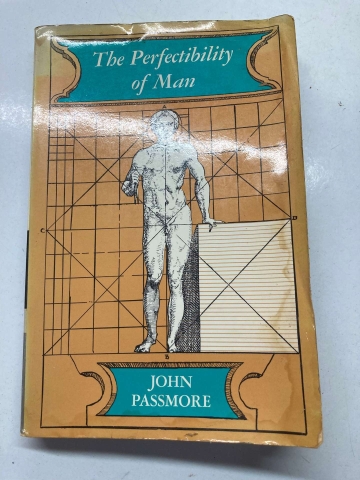 The Perfectibility
of Man
A
C
D
B
JOHN
PASSMORE